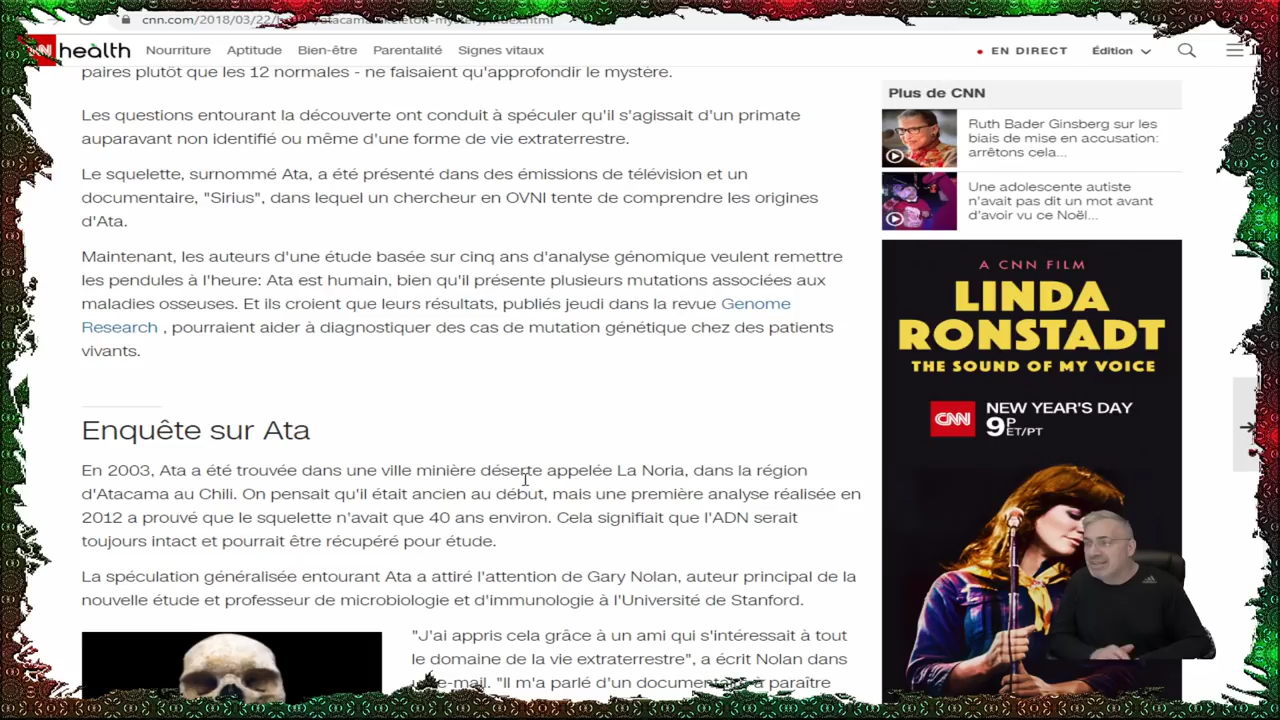 cnn.com/2018/03/22/
CNN health Nourriture Aptitude Bien-être Parentalité Signes vitaux EN DIRECT Édition
paires plutôt que les 12 normales - ne faisaient qu'approfondir le mystère.
Les questions entourant la découverte ont conduit à spéculer qu'il s'agissait d'un primate
auparavant non identifié ou même d'une forme de vie extraterrestre.
Le squelette, surnommé Ata, a été présenté dans des émissions de télévision et un
documentaire, "Sirius", dans lequel un chercheur en OVNI tente de comprendre les origines
d'Ata.
Maintenant, les auteurs d'une étude basée sur cinq ans d'analyse génomique veulent remettre
les pendules à l'heure: Ata est humain, bien qu'il présente plusieurs mutations associées aux
maladies osseuses. Et ils croient que leurs résultats, publiés jeudi dans la revue Genome
Research , pourraient aider à diagnostiquer des cas de mutation génétique chez des patients
vivants.
Enquête sur Ata
En 2003, Ata a été trouvée dans une ville minière déserte appelée La Noria, dans la région
d'Atacama au Chili. On pensait qu'il était ancien au début, mais une première analyse réalisée en
2012 a prouvé que le squelette n'avait que 40 ans environ. Cela signifiait que l'ADN serait
toujours intact et pourrait être récupéré pour étude.
La spéculation généralisée entourant Ata a attiré l'attention de Gary Nolan, auteur principal de la
nouvelle étude et professeur de microbiologie et d'immunologie à l'Université de Stanford.
"J'ai appris cela grâce à un ami qui s'intéressait à tout
le domaine de la vie extraterrestre", a écrit Nolan dans
e-mail. "Il m'a parlé d'un documentaire à paraître
Plus de CNN
Ruth Bader Ginsberg sur les
biais de mise en accusation:
arrêtons cela...
Une adolescente autiste
n'avait pas dit un mot avant
d'avoir vu ce Noël...
A CNN FILM
LINDA
RONSTADT
THE SOUND OF MY VOICE
CNN NEW YEAR'S DAY
9P ET/PT